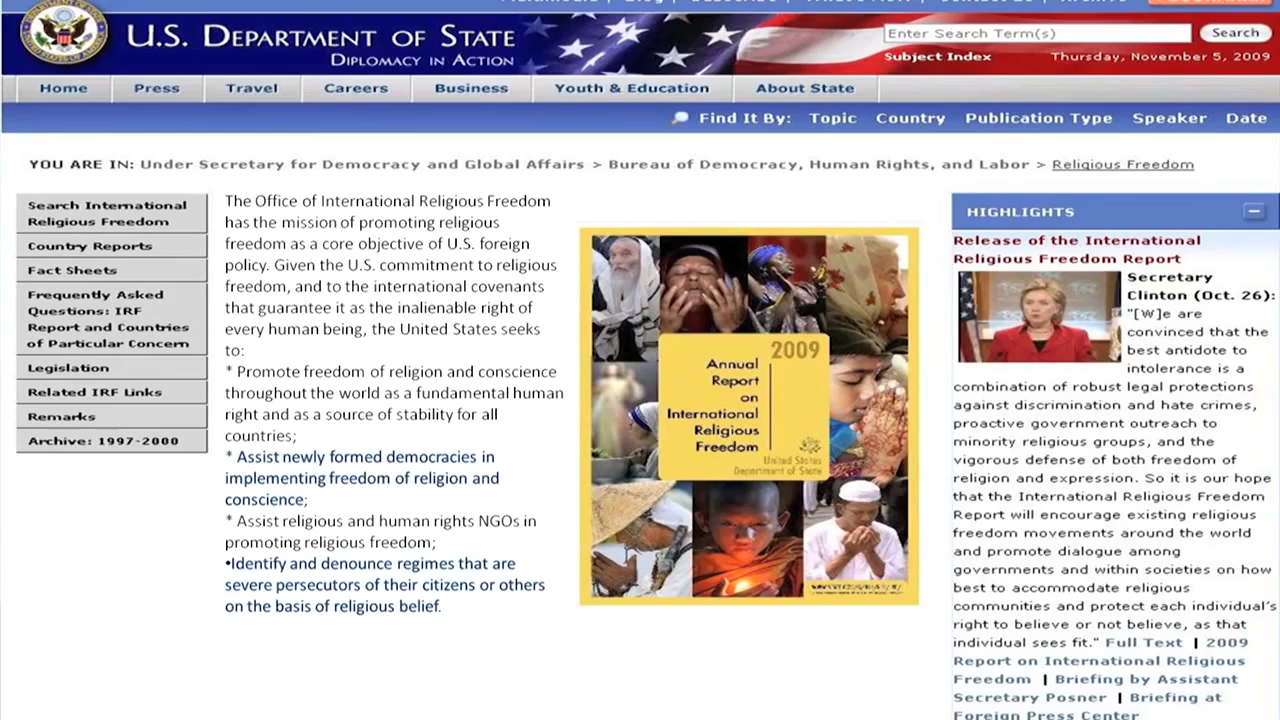 U.S. DEPARTMENT OF STATE
DIPLOMACY IN ACTION
Enter Search Term(s)
Search
Subject Index
Thursday, November 5, 2009
Home
Press
Travel
Careers
Business
Youth & Education
About State
Find It By:
Topic
Country
Publication Type
Speaker
Date
YOU ARE IN: Under Secretary for Democracy and Global Affairs > Bureau of Democracy, Human Rights, and Labor > Religious Freedom
Search International
Religious Freedom
Country Reports
Fact Sheets
Frequently Asked
Questions: IRF
Report and Countries
of Particular Concern
Legislation
Related IRF Links
Remarks
Archive: 1997-2000
The Office of International Religious Freedom
has the mission of promoting religious
freedom as a core objective of U.S. foreign
policy. Given the U.S. commitment to religious
freedom, and to the international covenants
that guarantee it as the inalienable right of
every human being, the United States seeks
to:
* Promote freedom of religion and conscience
throughout the world as a fundamental human
right and as a source of stability for all
countries;
* Assist newly formed democracies in
implementing freedom of religion and
conscience;
* Assist religious and human rights NGOs in
promoting religious freedom;
•Identify and denounce regimes that are
severe persecutors of their citizens or others
on the basis of religious belief.
2009
Annual
Report
on
International
Religious
Freedom
United States
Department of State
HIGHLIGHTS
Release of the International
Religious Freedom Report
Secretary
Clinton (Oct. 26):
"[W]e are
convinced that the
best antidote to
intolerance is a
combination of robust legal protections
against discrimination and hate crimes,
proactive government outreach to
minority religious groups, and the
vigorous defense of both freedom of
religion and expression. So it is our hope
that the International Religious Freedom
Report will encourage existing religious
freedom movements around the world
and promote dialogue among
governments and within societies on how
best to accommodate religious
communities and protect each individual's
right to believe or not believe, as that
individual sees fit." Full Text | 2009
Report on International Religious
Freedom | Briefing by Assistant
Secretary Posner | Briefing at
Foreign Press Center